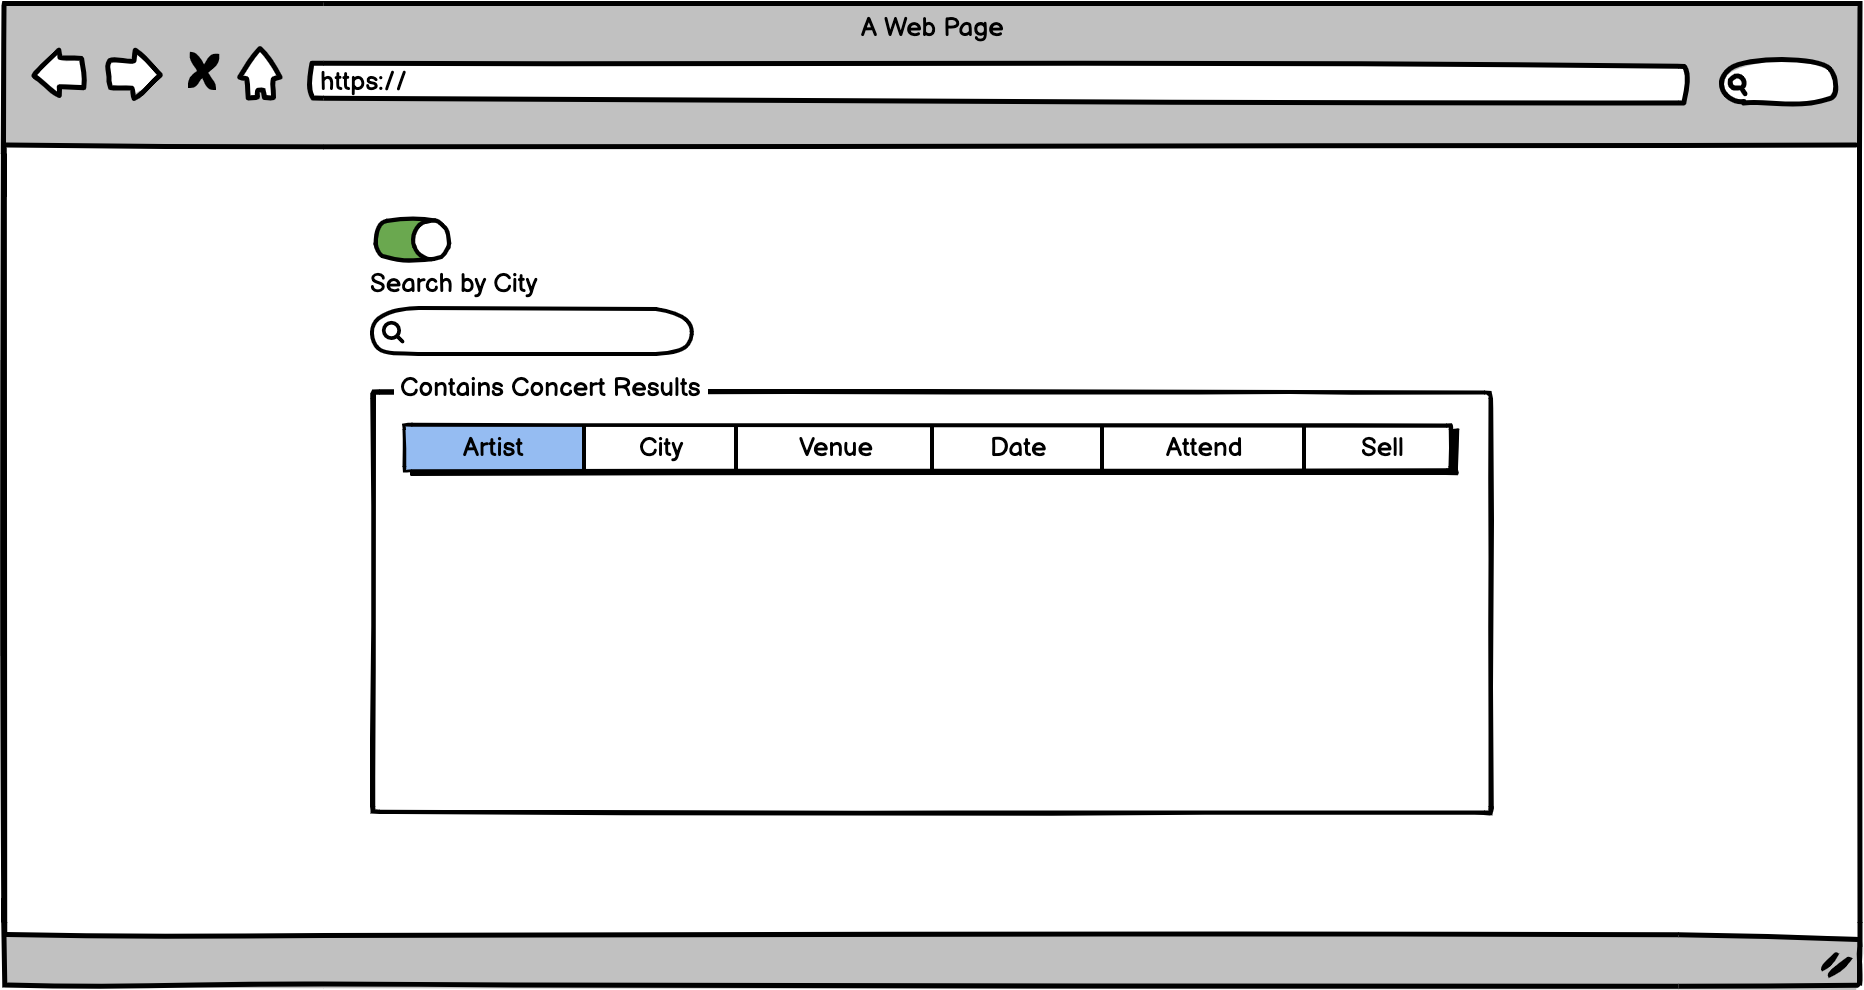 A Web Page
https://
Search by City
Contains Concert Results
Artist City Venue Date Attend Sell